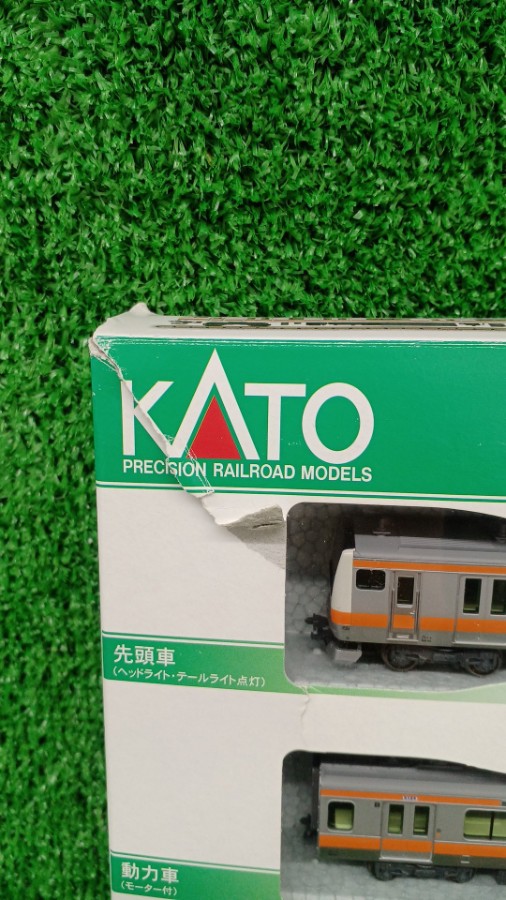 KATO
PRECISION RAILROAD MODELS
先頭車
(ヘッドライト・テールライト点灯)
動力車
(モーター付)